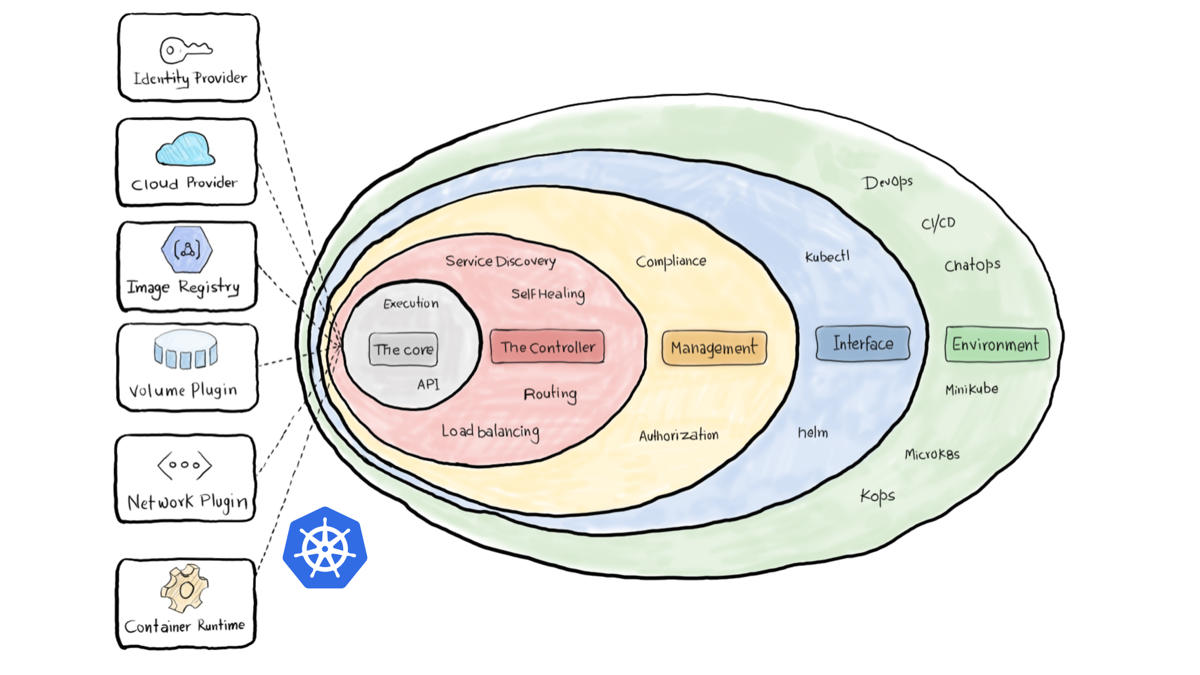 Identity Provider
Cloud Provider
Image Registry
Volume Plugin
Network Plugin
Container Runtime
Execution
The core
API
Service Discovery
Self Healing
The Controller
Routing
Load balancing
Compliance
Management
Authorization
Kubectl
Interface
helm
DevOps
CI/CD
Chatops
Environment
MiniKube
MicroK8s
Kops